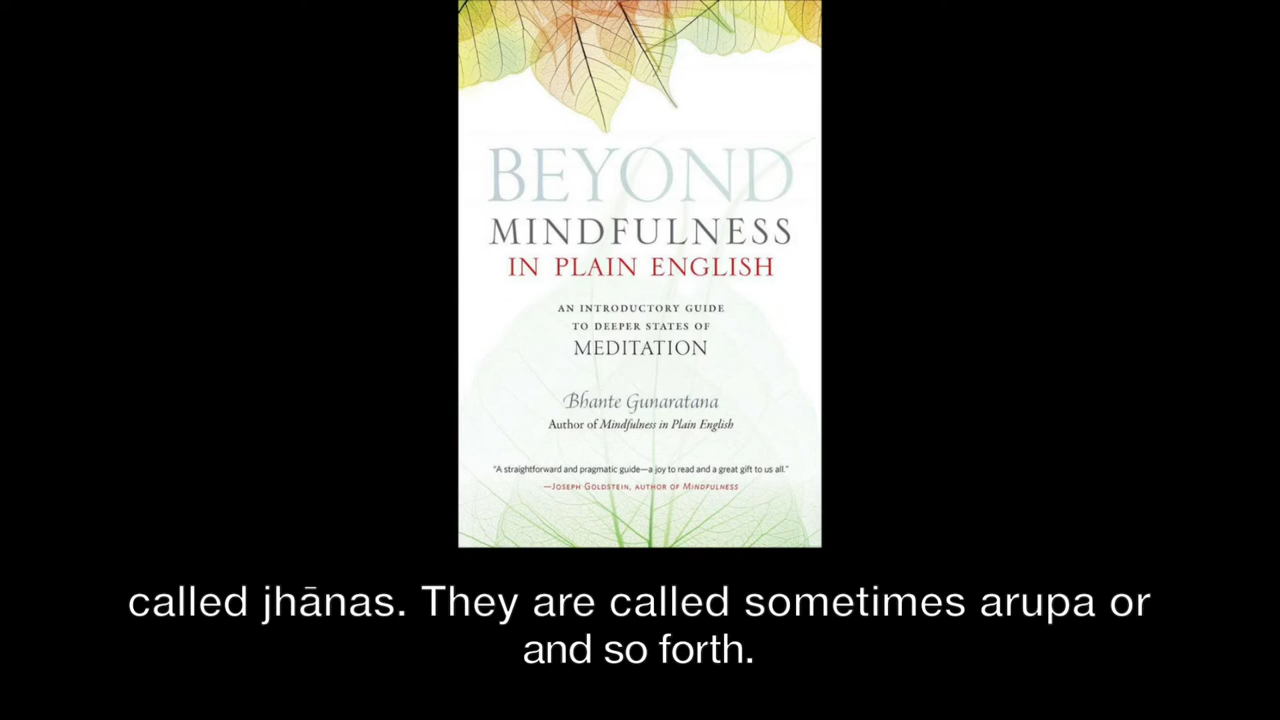 BEYOND
MINDFULNESS
IN PLAIN ENGLISH
AN INTRODUCTORY GUIDE
TO DEEPER STATES OF
MEDITATION
Bhante Gunaratana
Author of Mindfulness in Plain English
"A straightforward and pragmatic guide—a joy to read and a great gift to us all."
—JOSEPH GOLDSTEIN, AUTHOR OF MINDFULNESS
called jhānas. They are called sometimes arupa or
and so forth.